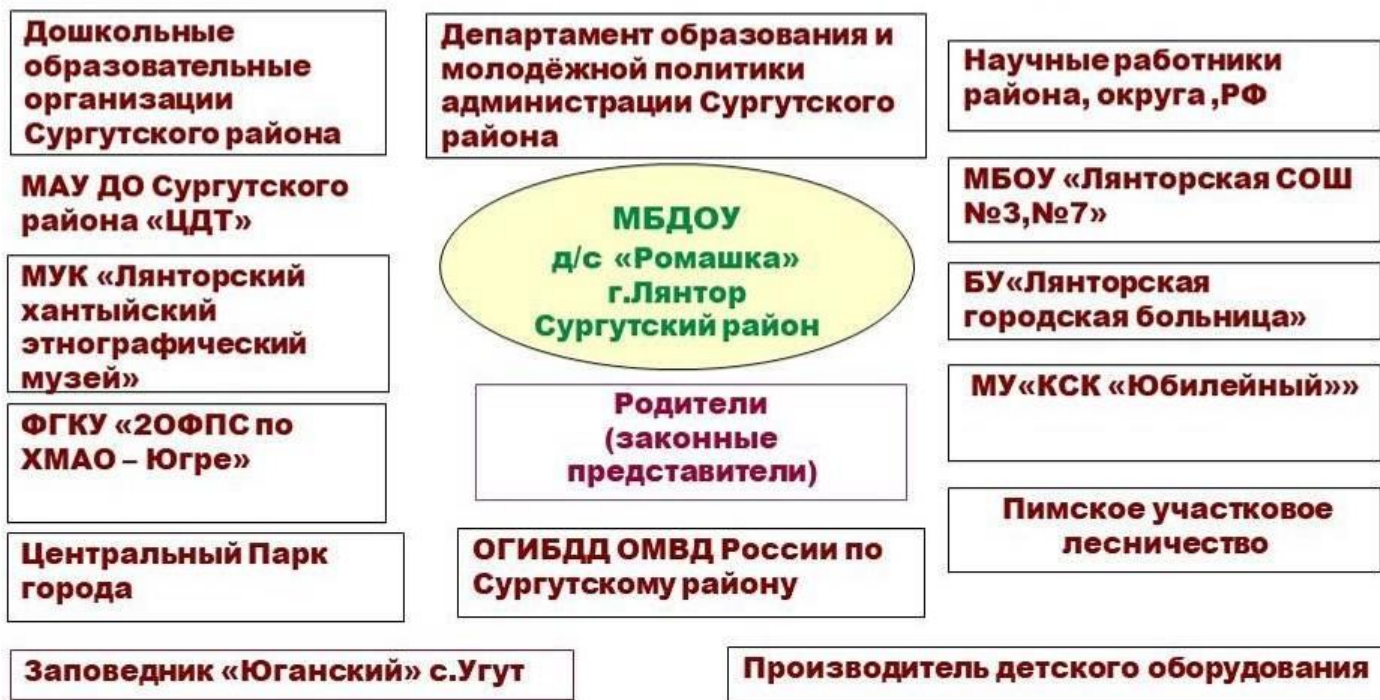 Дошкольные
образовательные
организации
Сургутского района
Департамент образования и
молодёжной политики
администрации Сургутского
района
Научные работники
района, округа ,РФ
МАУ ДО Сургутского
района «ЦДТ»
МБДОУ
д/с «Ромашка»
г.Лянтор
Сургутский район
МБОУ «Лянторская СОШ
№3,№7»
МУК «Лянторский
хантыйский
этнографический
музей»
БУ«Лянторская
городская больница»
ФГКУ «2ОФПС по
ХМАО – Югре»
Родители
(законные
представители)
МУ«КСК «Юбилейный»»
Центральный Парк
города
ОГИБДД ОМВД России по
Сургутскому району
Пимское участковое
лесничество
Заповедник «Юганский» с.Угут
Производитель детского оборудования